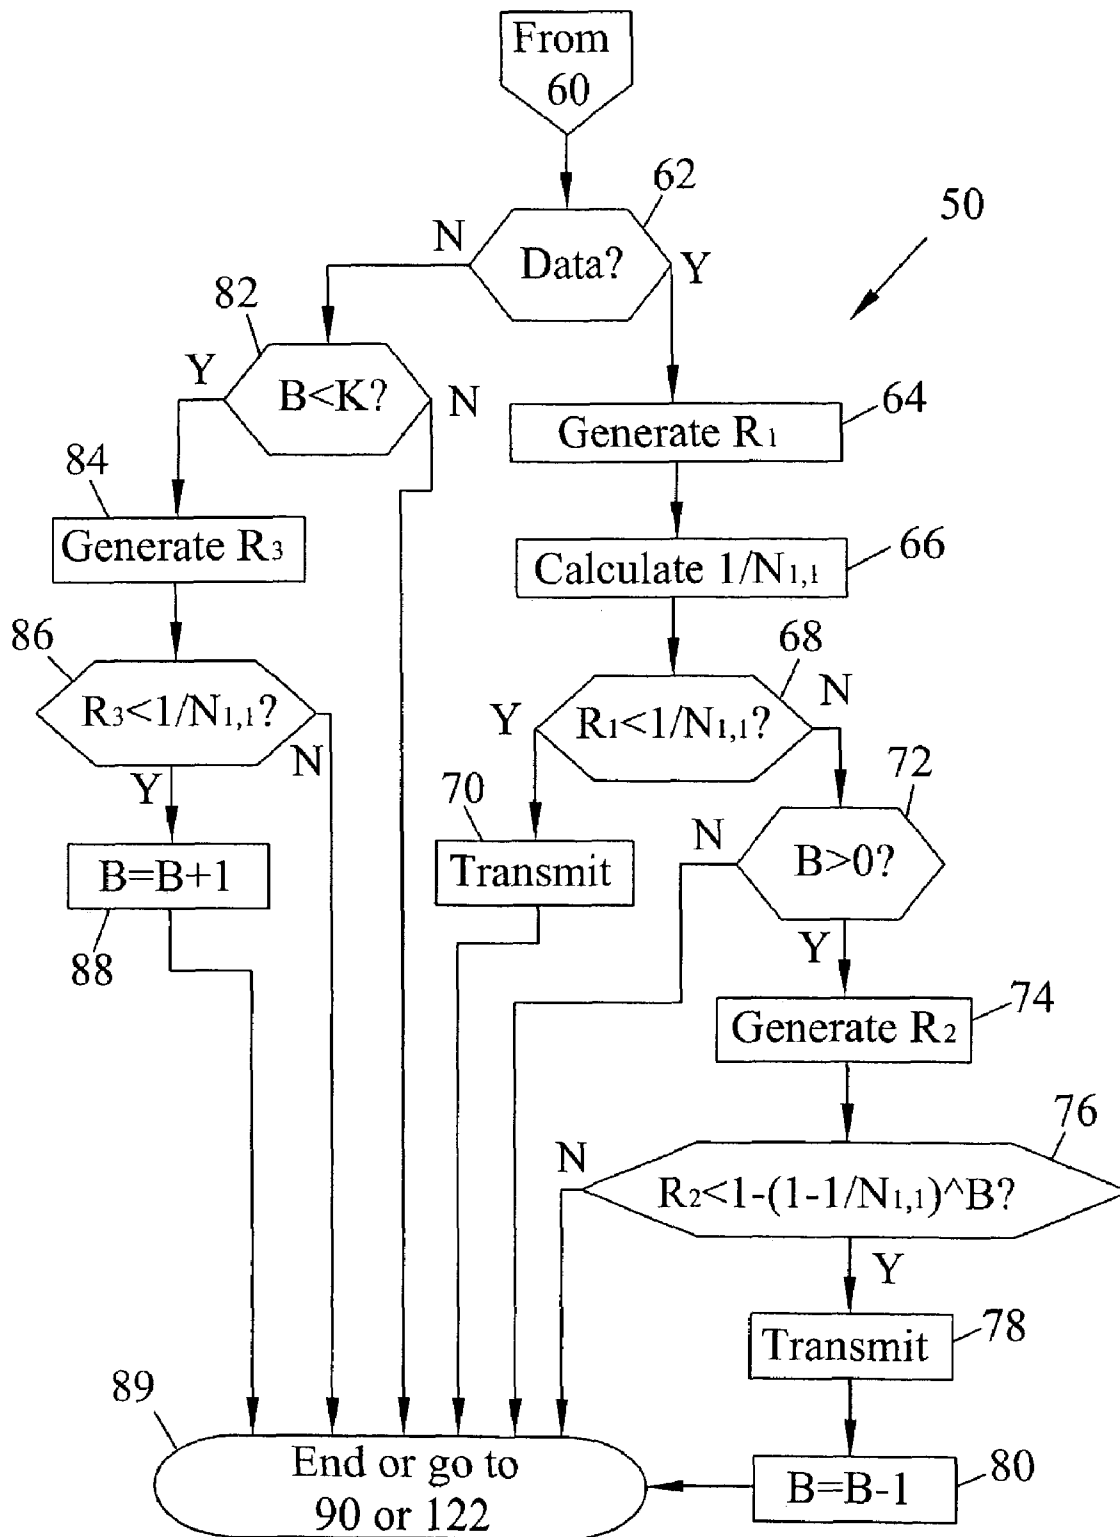 From
60
62
50
N
Data?
Y
82
Y
B<K?
N
64
Generate R1
84
Generate R3
66
Calculate 1/N1,1
86
68
R3<1/N1,1?
N
Y
R1<1/N1,1?
N
Y
70
72
B=B+1
Transmit
N
B>0?
88
Y
74
Generate R2
76
N
R2<1-(1-1/N1,1)^B?
Y
78
Transmit
89
End or go to
90 or 122
80
B=B-1